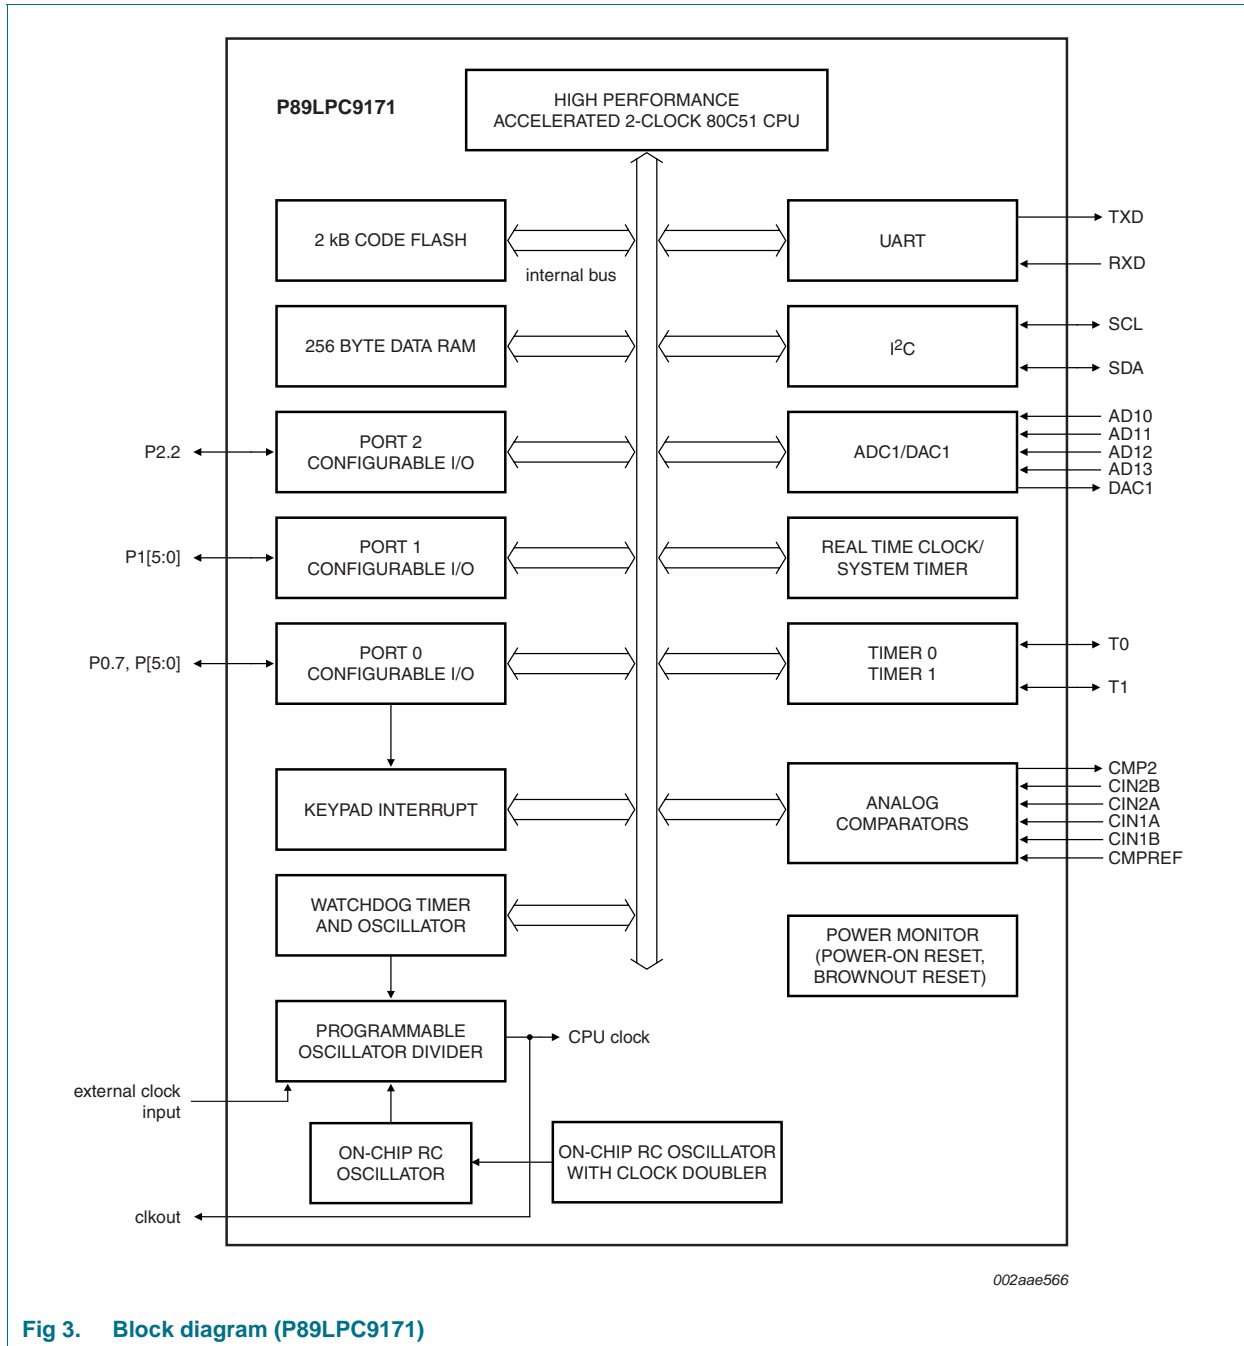 P89LPC9171
HIGH PERFORMANCE
ACCELERATED 2-CLOCK 80C51 CPU
2 kB CODE FLASH
internal bus
UART
TXD
RXD
256 BYTE DATA RAM
I²C
SCL
SDA
P2.2
PORT 2
CONFIGURABLE I/O
ADC1/DAC1
AD10
AD11
AD12
AD13
DAC1
P1[5:0]
PORT 1
CONFIGURABLE I/O
REAL TIME CLOCK/
SYSTEM TIMER
P0.7, P[5:0]
PORT 0
CONFIGURABLE I/O
TIMER 0
TIMER 1
T0
T1
KEYPAD INTERRUPT
ANALOG
COMPARATORS
CMP2
CIN2B
CIN2A
CIN1A
CIN1B
CMPREF
WATCHDOG TIMER
AND OSCILLATOR
POWER MONITOR
(POWER-ON RESET,
BROWNOUT RESET)
PROGRAMMABLE
OSCILLATOR DIVIDER
CPU clock
external clock
input
ON-CHIP RC
OSCILLATOR
ON-CHIP RC OSCILLATOR
WITH CLOCK DOUBLER
clkout
002aae566
Fig 3. Block diagram (P89LPC9171)